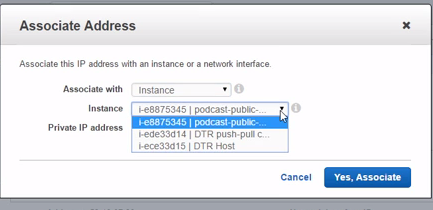 Associate Address
Associate this IP address with an instance or a network interface.
Associate with Instance
Instance i-e8875345 | podcast-public-...
i-e8875345 | podcast-public-...
Private IP address i-ede33d14 | DTR push-pull c...
i-ece33d15 | DTR Host
Cancel Yes, Associate